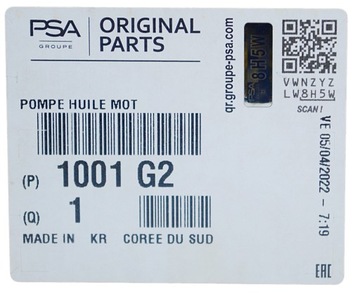 PSA
GROUPE
ORIGINAL
PARTS
POMPE HUILE MOT
(P) 1001 G2
(Q) 1
MADE IN KR COREE DU SUD
qr.groupe-psa.com
PSA 8H5W
VWNZYZ
LW8H5W
SCAN!
VE 05/04/2022 - 7:19
EAC